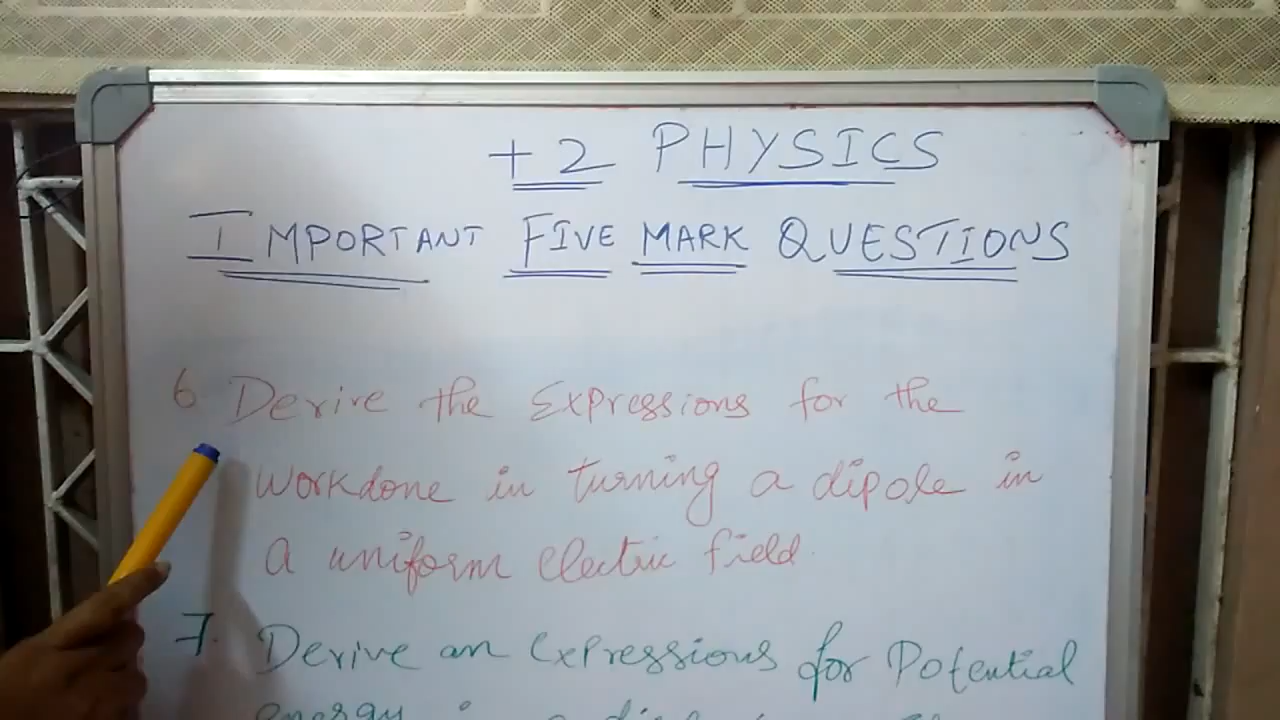 +2 PHYSICS
IMPORTANT FIVE MARK QUESTIONS
6 Derive the Expressions for the
workdone in turning a dipole in
a uniform electric field.
7. Derive an Expressions for Potential
energy